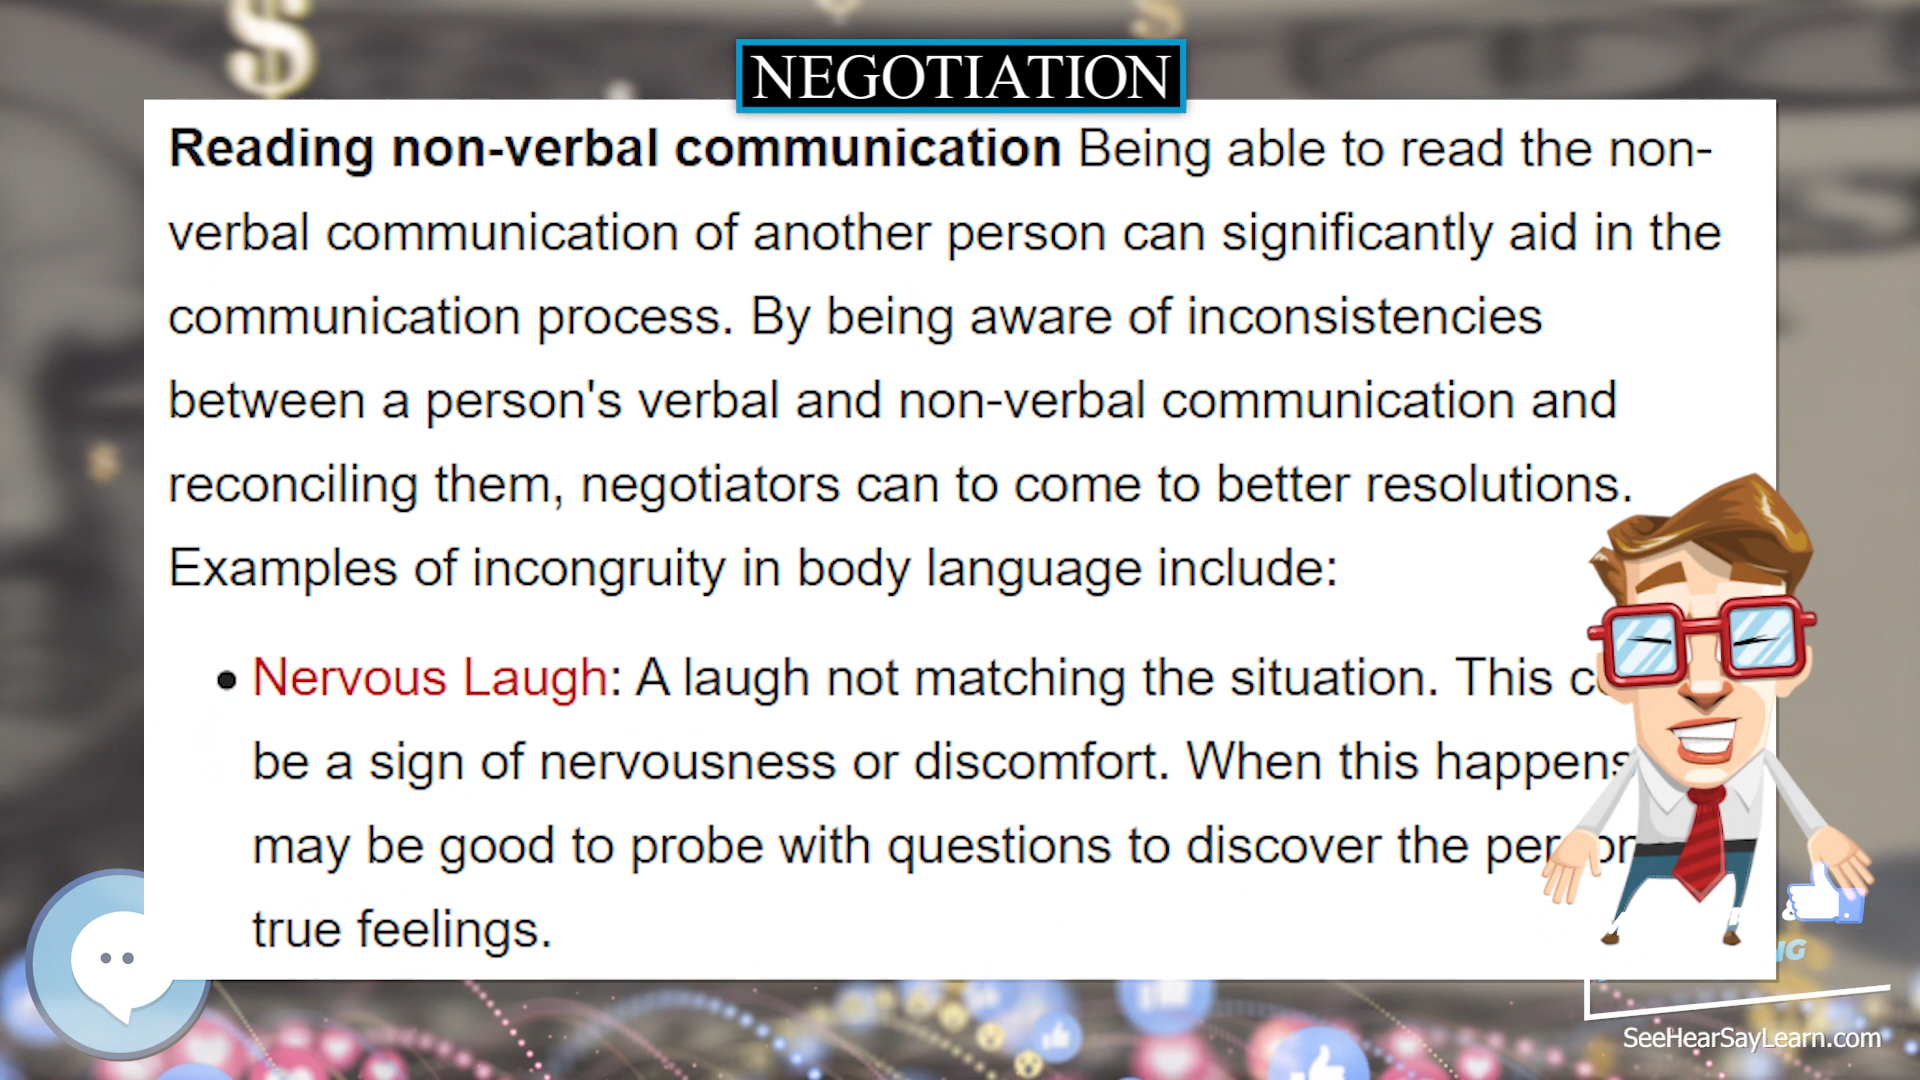 NEGOTIATION
Reading non-verbal communication Being able to read the non-
verbal communication of another person can significantly aid in the
communication process. By being aware of inconsistencies
between a person's verbal and non-verbal communication and
reconciling them, negotiators can to come to better resolutions.
Examples of incongruity in body language include:
• Nervous Laugh: A laugh not matching the situation. This
be a sign of nervousness or discomfort. When this happens
may be good to probe with questions to discover the
true feelings.
SeeHearSayLearn.com